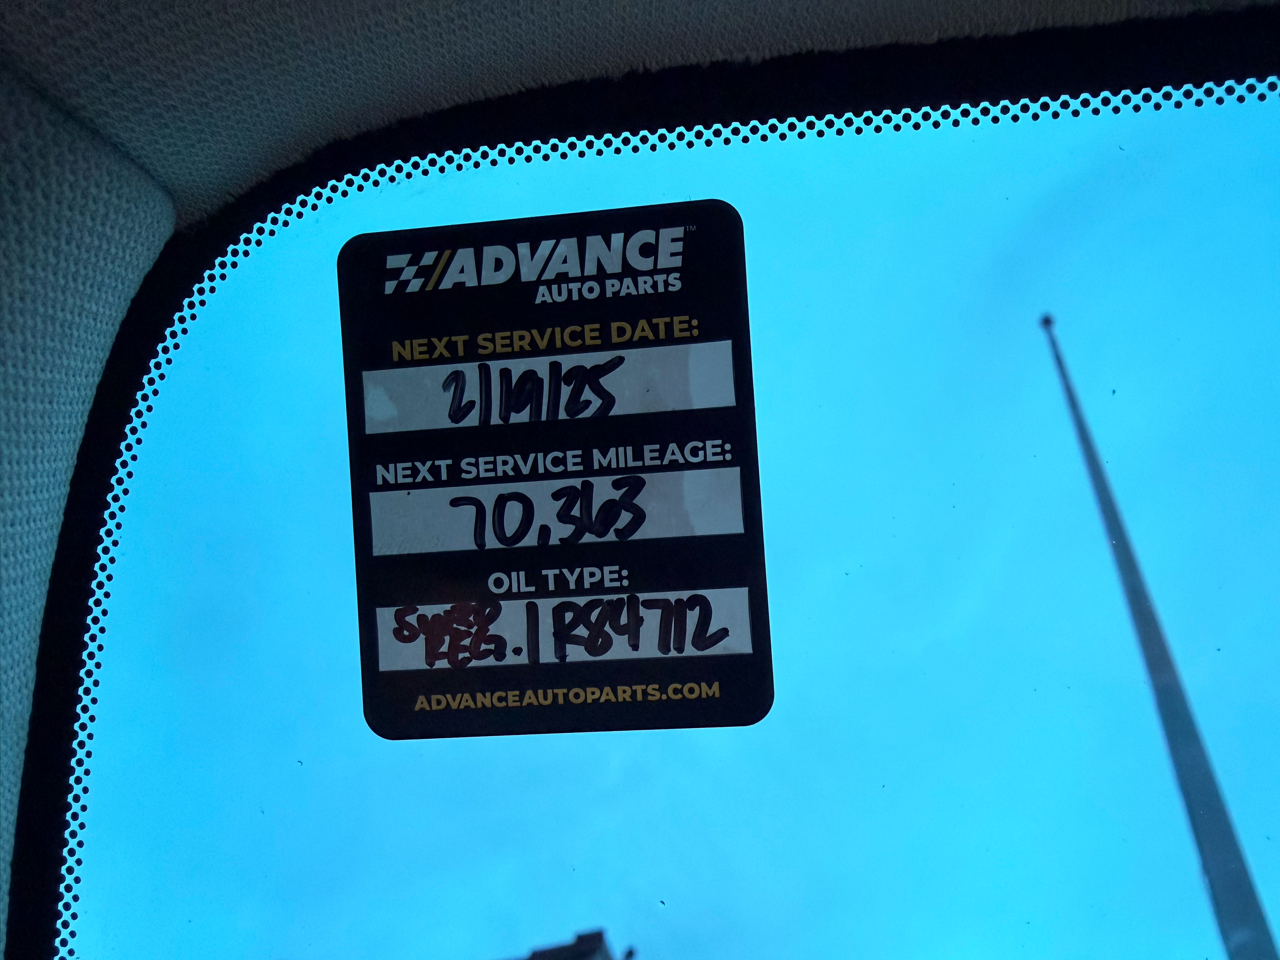 ADVANCE™
AUTO PARTS
NEXT SERVICE DATE:
2/19/25
NEXT SERVICE MILEAGE:
70,363
OIL TYPE:
REG. | R84712
ADVANCEAUTOPARTS.COM